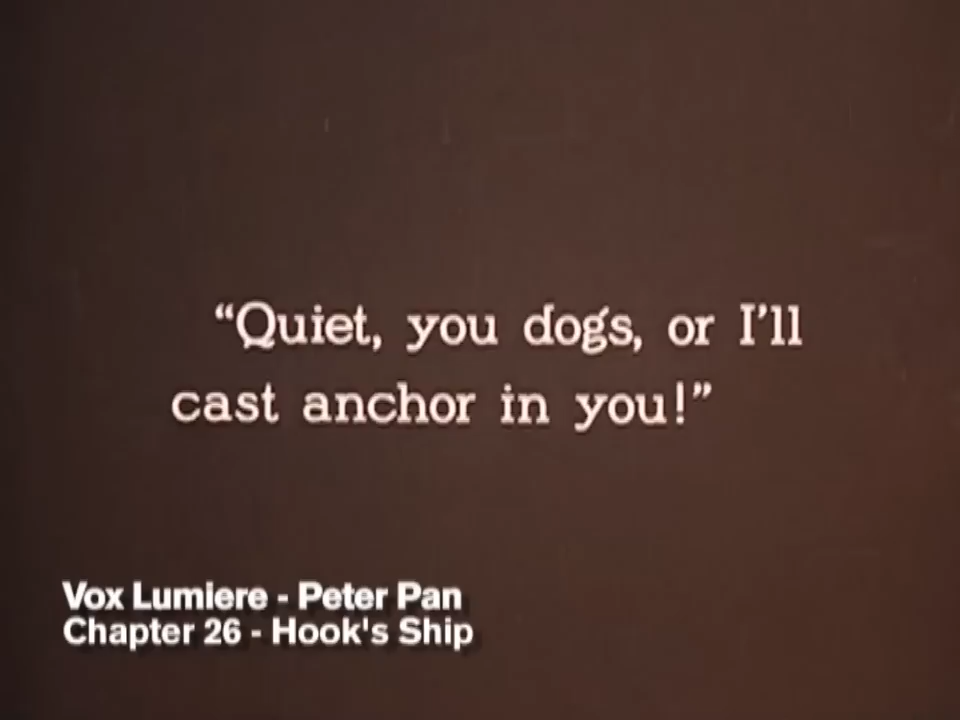 “Quiet, you dogs, or I’ll
cast anchor in you!”
Vox Lumiere - Peter Pan
Chapter 26 - Hook's Ship